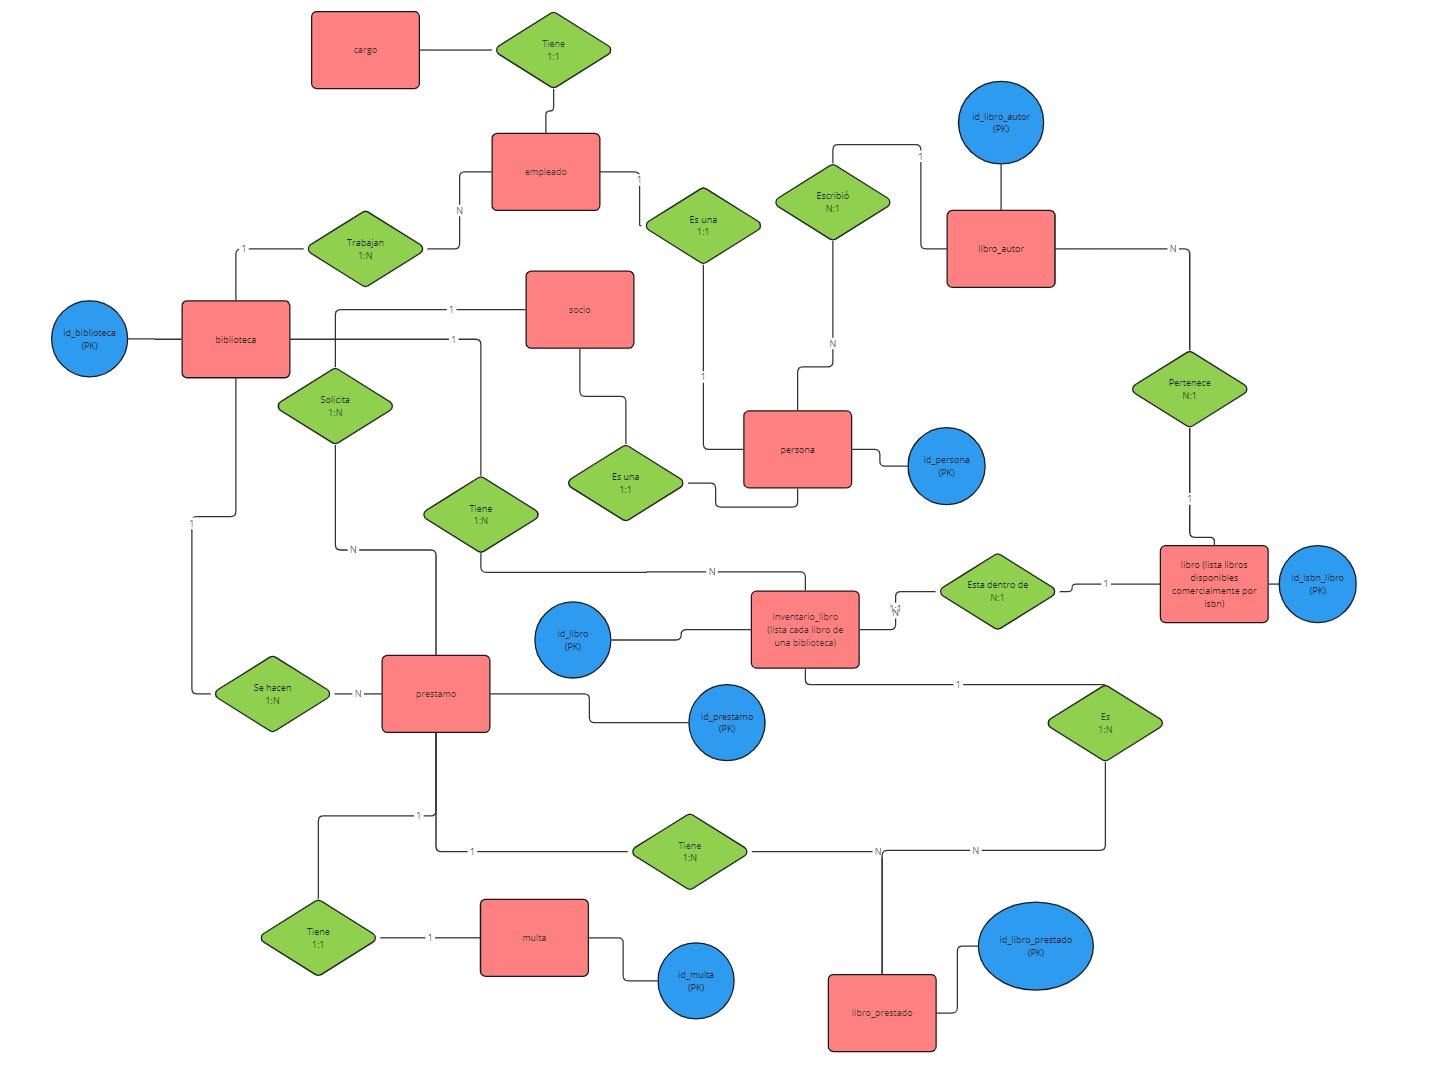 cargo
Tiene
1:1
id_libro_autor
(PK)
empleado
1
1
Escribió
N:1
N
Es una
1:1
Trabajan
1:N
1
libro_autor
N
socio
1
id_biblioteca
(PK)
biblioteca
1
N
Solicita
1:N
1
Pertenece
N:1
persona
id_persona
(PK)
Es una
1:1
1
Tiene
1:N
1
N
N
libro (lista libros
disponibles
comercialmente por
isbn)
id_isbn_libro
(PK)
Esta dentro de
N:1
1
inventario_libro
(lista cada libro de
una biblioteca)
N
id_libro
(PK)
Se hacen
1:N
N
prestamo
1
id_prestamo
(PK)
Es
1:N
1
1
Tiene
1:N
N
N
Tiene
1:1
1
multa
id_multa
(PK)
id_libro_prestado
(PK)
libro_prestado